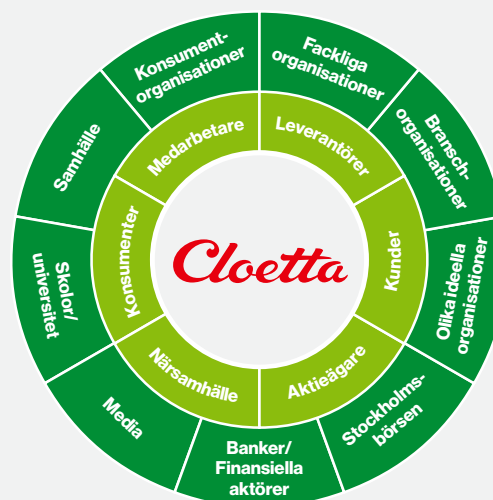 Konsument-
organisationer
Fackliga
organisationer
Bransch-
organisationer
Olika ideella
organisationer
Stockholms-
börsen
Banker/
Finansiella
aktörer
Media
Skolor/
universitet
Samhälle
Medarbetare
Leverantörer
Kunder
Aktieägare
Närsamhälle
Konsumenter
Cloetta